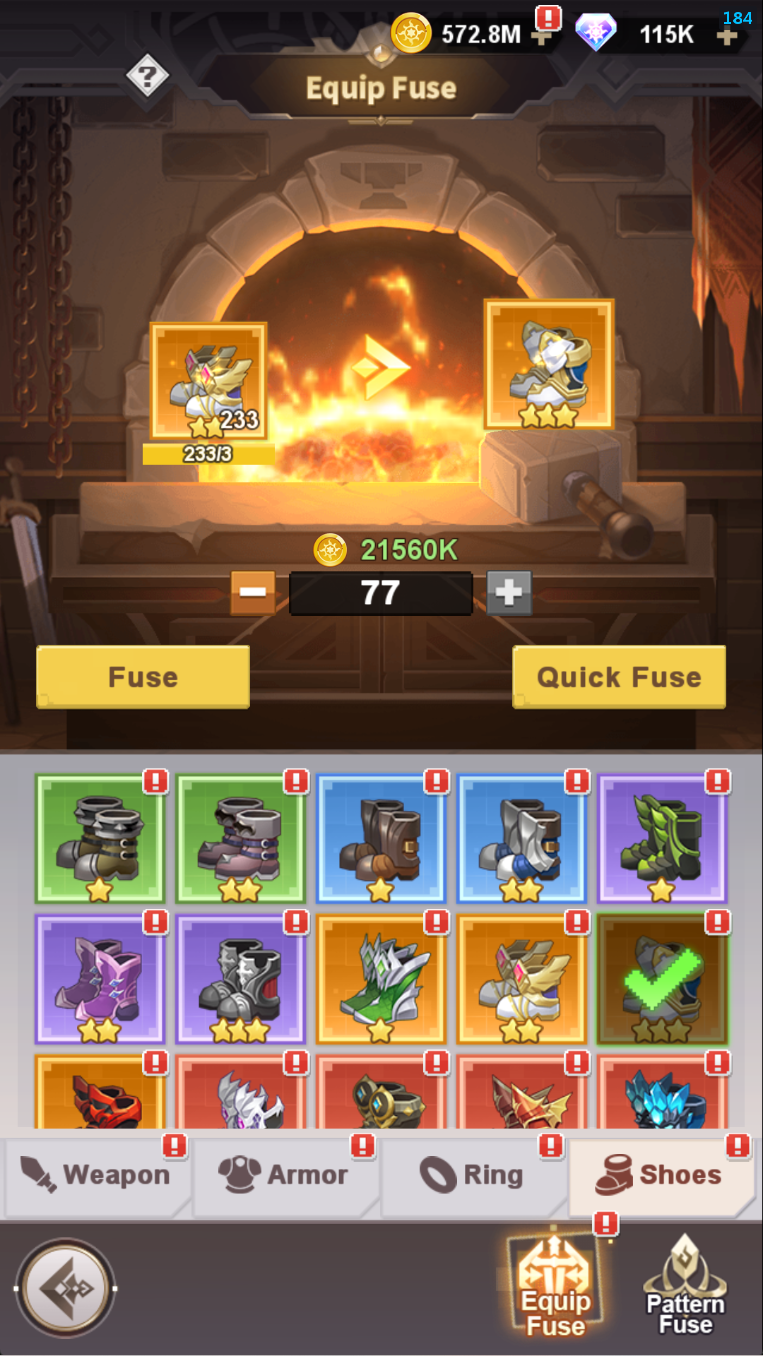 184
572.8M
115K
?
Equip Fuse
233
233/3
21560K
77
Fuse
Quick Fuse
Weapon
Armor
Ring
Shoes
Equip
Fuse
Pattern
Fuse